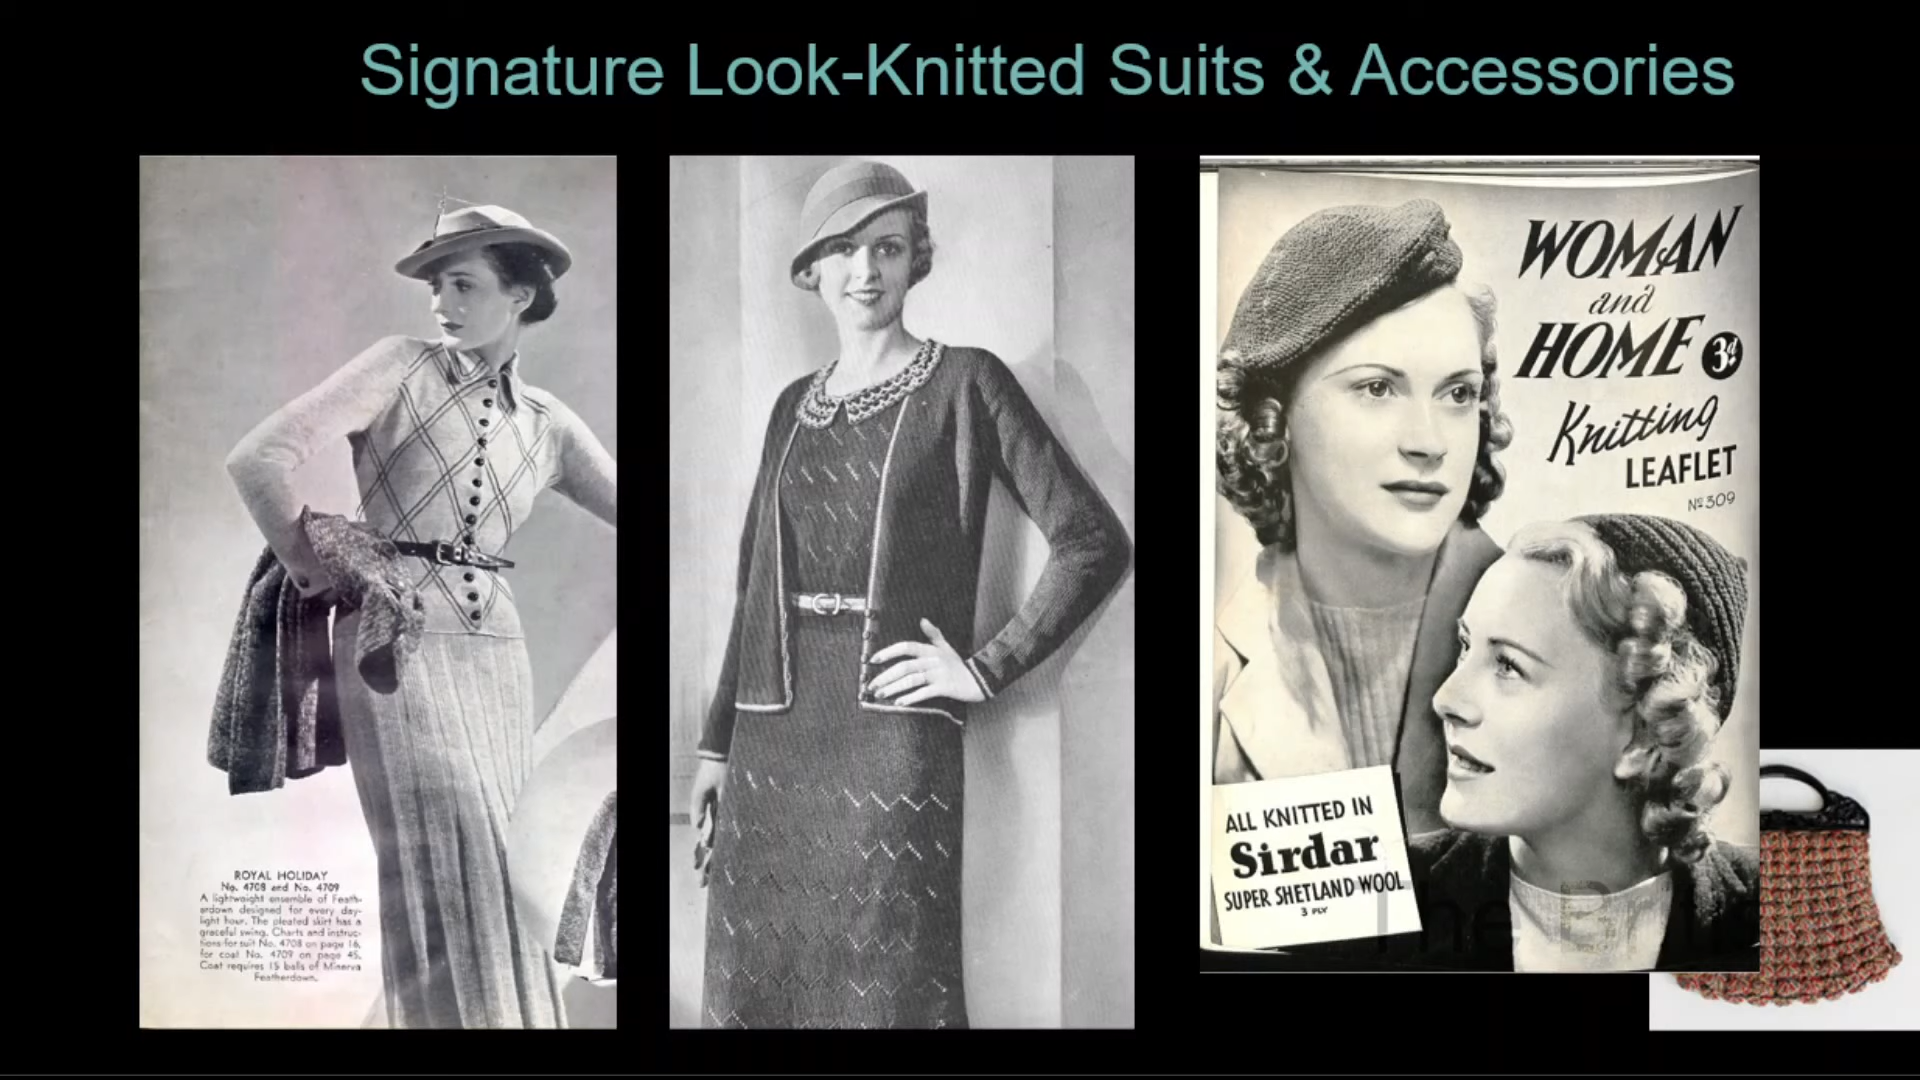 Signature Look-Knitted Suits & Accessories
ROYAL HOLIDAY
No. 4708 and No. 4709
A lightweight ensemble of Feath-
erdown designed for every day-
light hour. The pleated skirt has a
graceful swing. Charts and instruc-
tions for suit No. 4708 on page 16,
for coat No. 4709 on page 45.
Coat requires 15 balls of Minerva
Featherdown.
WOMAN
and
HOME 3d.
Knitting
LEAFLET
No 309
ALL KNITTED IN
Sirdar
SUPER SHETLAND WOOL
3 PLY